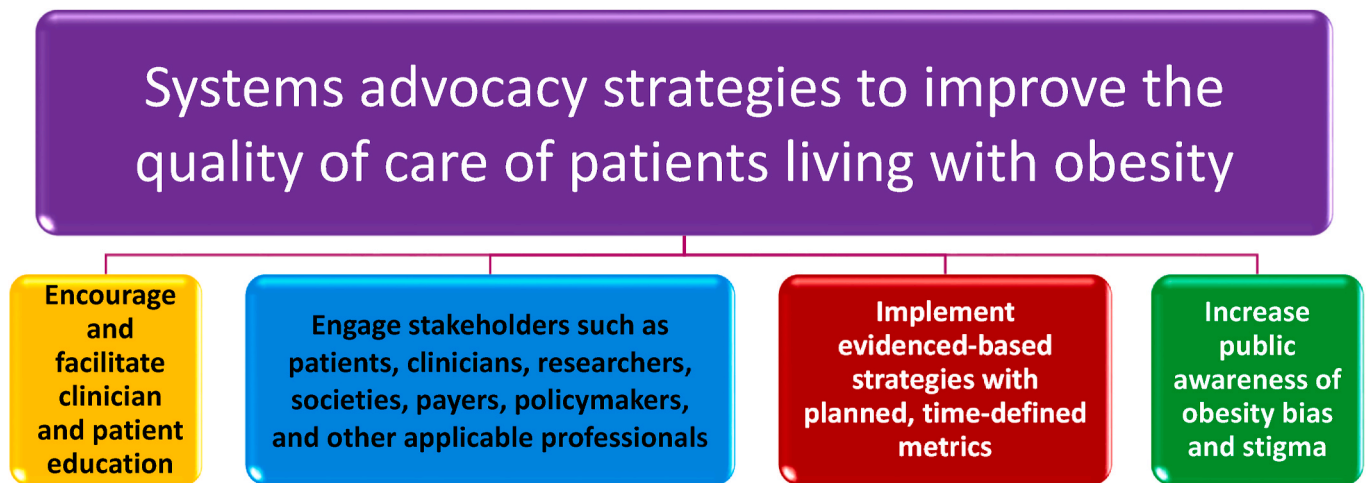 Systems advocacy strategies to improve the
quality of care of patients living with obesity
Encourage
and
facilitate
clinician
and patient
education
Engage stakeholders such as
patients, clinicians, researchers,
societies, payers, policymakers,
and other applicable professionals
Implement
evidenced-based
strategies with
planned, time-defined
metrics
Increase
public
awareness of
obesity bias
and stigma